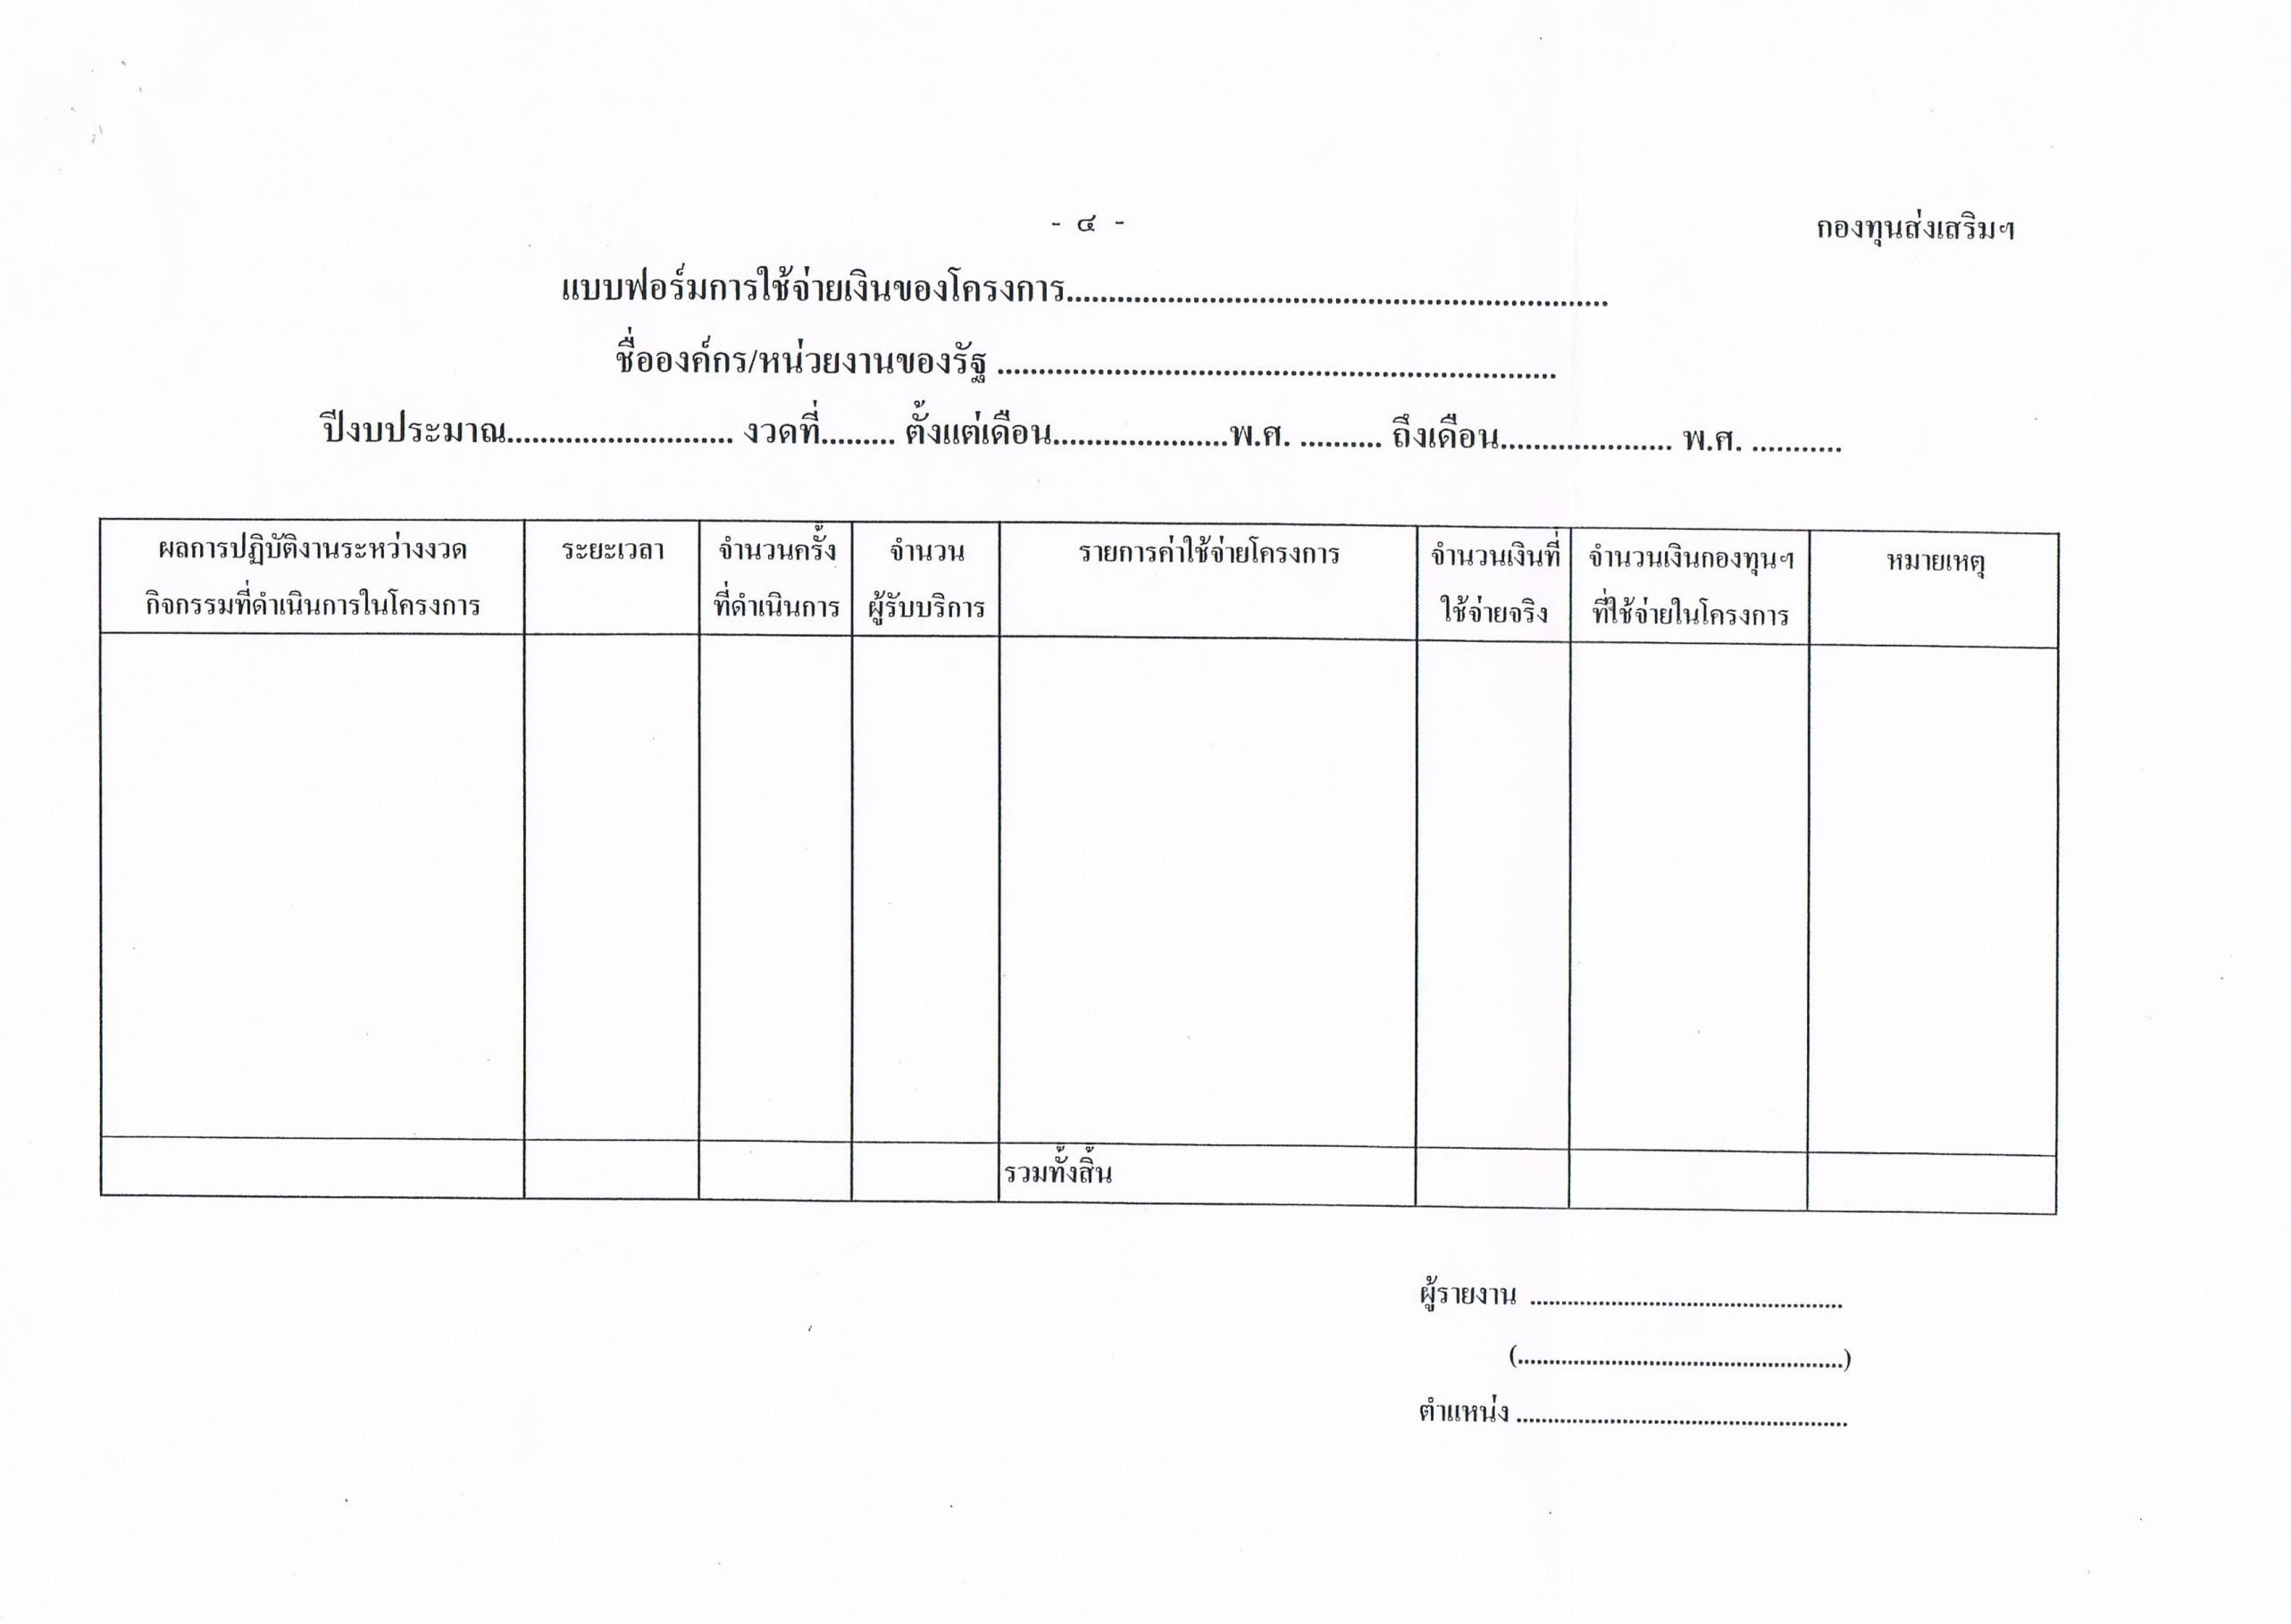 - ๔ -
กองทุนส่งเสริมฯ
แบบฟอร์มการใช้จ่ายเงินของโครงการ................................................................
ชื่อองค์กร/หน่วยงานของรัฐ ..................................................................
ปีงบประมาณ........................... งวดที่......... ตั้งแต่เดือน.....................พ.ศ. .......... ถึงเดือน..................... พ.ศ. ...........
ผลการปฏิบัติงานระหว่างงวด
กิจกรรมที่ดำเนินการในโครงการ
ระยะเวลา
จำนวนครั้ง
ที่ดำเนินการ
จำนวน
ผู้รับบริการ
รายการค่าใช้จ่ายโครงการ
จำนวนเงินที่
ใช้จ่ายจริง
จำนวนเงินกองทุนฯ
ที่ใช้จ่ายในโครงการ
หมายเหตุ
รวมทั้งสิ้น
ผู้รายงาน ..................................................
(....................................................)
ตำแหน่ง .....................................................